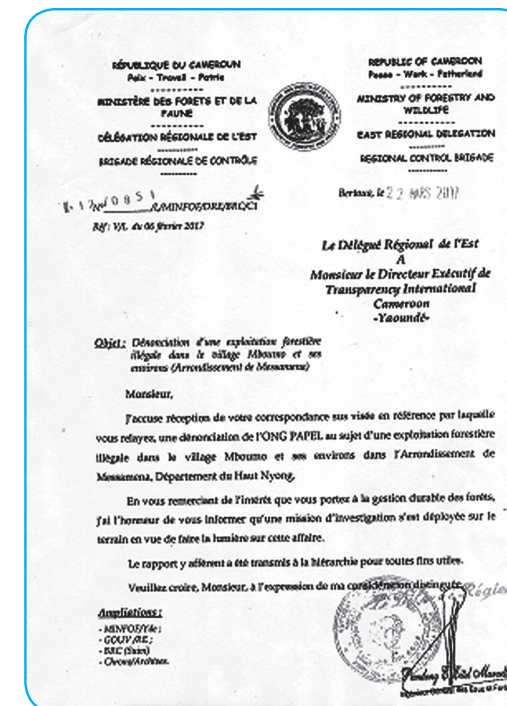 RÉPUBLIQUE DU CAMEROUN
Paix - Travail - Patrie
----------
MINISTÈRE DES FORETS ET DE LA
FAUNE
----------
DÉLÉGATION RÉGIONALE DE L'EST
----------
BRIGADE RÉGIONALE DE CONTRÔLE
----------
REPUBLIC OF CAMEROON
Peace - Work - Fatherland
----------
MINISTRY OF FORESTRY AND
WILDLIFE
----------
EAST REGIONAL DELEGATION
----------
REGIONAL CONTROL BRIGADE
----------
0851
Réf : V/L du 06 février 2017
Bertoua, le 22 MARS 2017
Le Délégué Régional de l'Est
A
Monsieur le Directeur Exécutif de
Transparency International
Cameroon
-Yaoundé-
Objet : Dénonciation d'une exploitation forestière
illégale dans le village Mboumo et ses
environs (Arrondissement de Messamena)
Monsieur,
J'accuse réception de votre correspondance sus visée en référence par laquelle
vous relayez, une dénonciation de l'ONG PAPEL au sujet d'une exploitation forestière
illégale dans le village Mboumo et ses environs dans l'Arrondissement de
Messamena, Département du Haut Nyong.
En vous remerciant de l'intérêt que vous portez à la gestion durable des forêts,
j'ai l'honneur de vous informer qu'une mission d'investigation s'est déployée sur le
terrain en vue de faire la lumière sur cette affaire.
Le rapport y afférent a été transmis à la hiérarchie pour toutes fins utiles.
Veuillez croire, Monsieur, à l'expression de ma considération distinguée.
Ampliations :
- MINFOF/Yde ;
- GOUV/RE ;
- BRC (Suivi)
- Chrono/Archives.